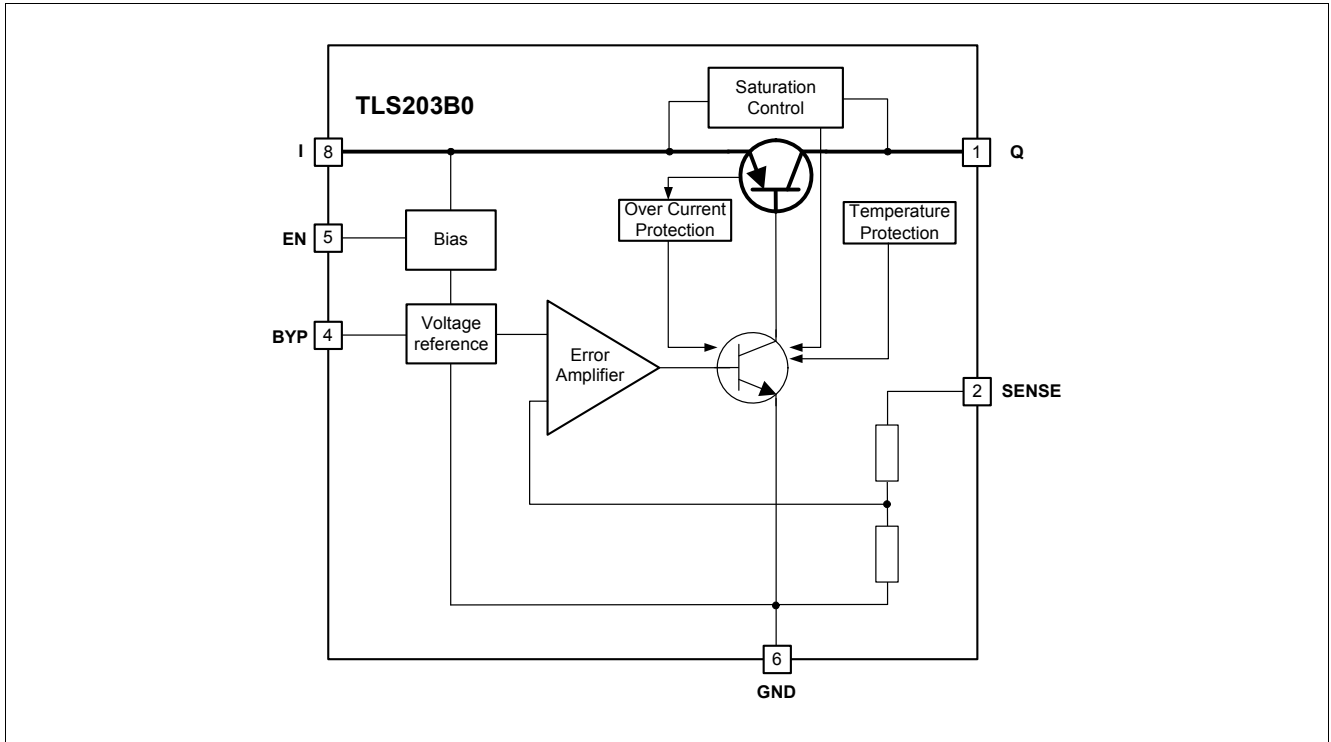 Saturation
Control
TLS203B0
I
8
1
Q
Over Current
Protection
Temperature
Protection
EN
5
Bias
BYP
4
Voltage
reference
Error
Amplifier
2
SENSE
6
GND